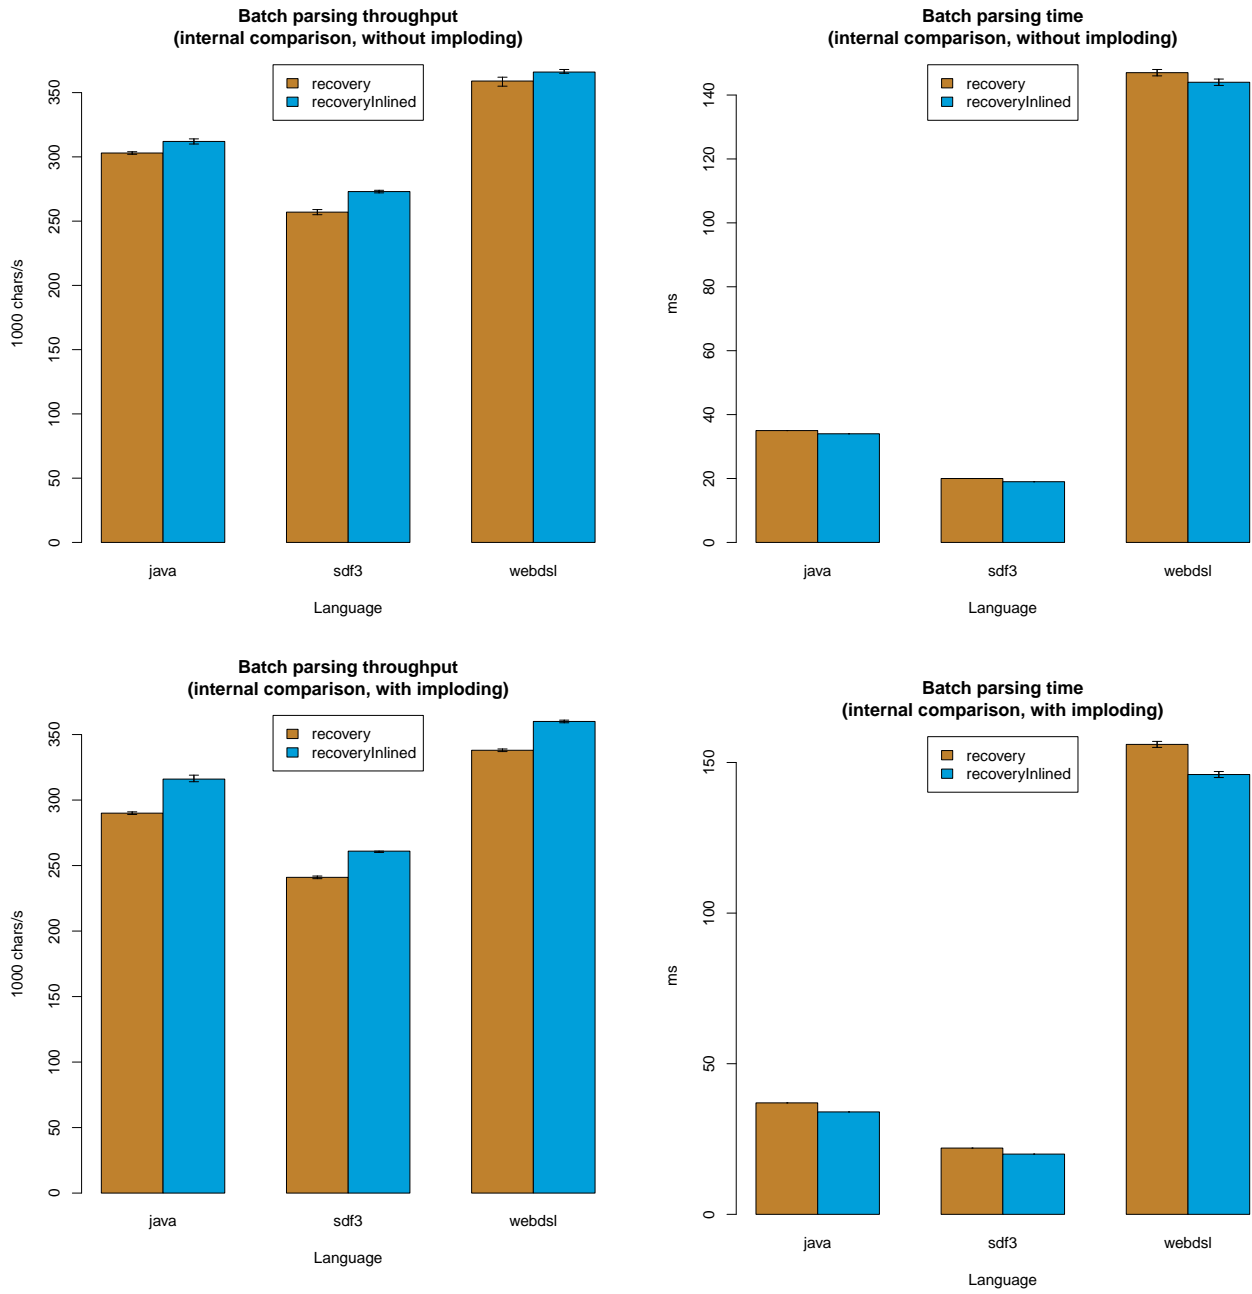 Batch parsing throughput
(internal comparison, without imploding)
recovery
recoveryInlined
1000 chars/s
350
300
250
200
150
100
50
0
java sdf3 webdsl
Language
Batch parsing time
(internal comparison, without imploding)
recovery
recoveryInlined
ms
140
120
100
80
60
40
20
0
java sdf3 webdsl
Language
Batch parsing throughput
(internal comparison, with imploding)
recovery
recoveryInlined
1000 chars/s
350
300
250
200
150
100
50
0
java sdf3 webdsl
Language
Batch parsing time
(internal comparison, with imploding)
recovery
recoveryInlined
ms
150
100
50
0
java sdf3 webdsl
Language